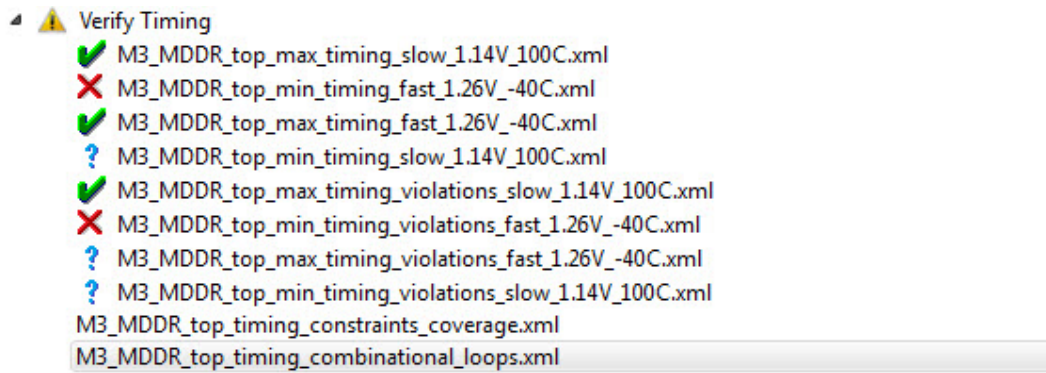 Verify Timing
M3_MDDR_top_max_timing_slow_1.14V_100C.xml
M3_MDDR_top_min_timing_fast_1.26V_-40C.xml
M3_MDDR_top_max_timing_fast_1.26V_-40C.xml
M3_MDDR_top_min_timing_slow_1.14V_100C.xml
M3_MDDR_top_max_timing_violations_slow_1.14V_100C.xml
M3_MDDR_top_min_timing_violations_fast_1.26V_-40C.xml
M3_MDDR_top_max_timing_violations_fast_1.26V_-40C.xml
M3_MDDR_top_min_timing_violations_slow_1.14V_100C.xml
M3_MDDR_top_timing_constraints_coverage.xml
M3_MDDR_top_timing_combinational_loops.xml